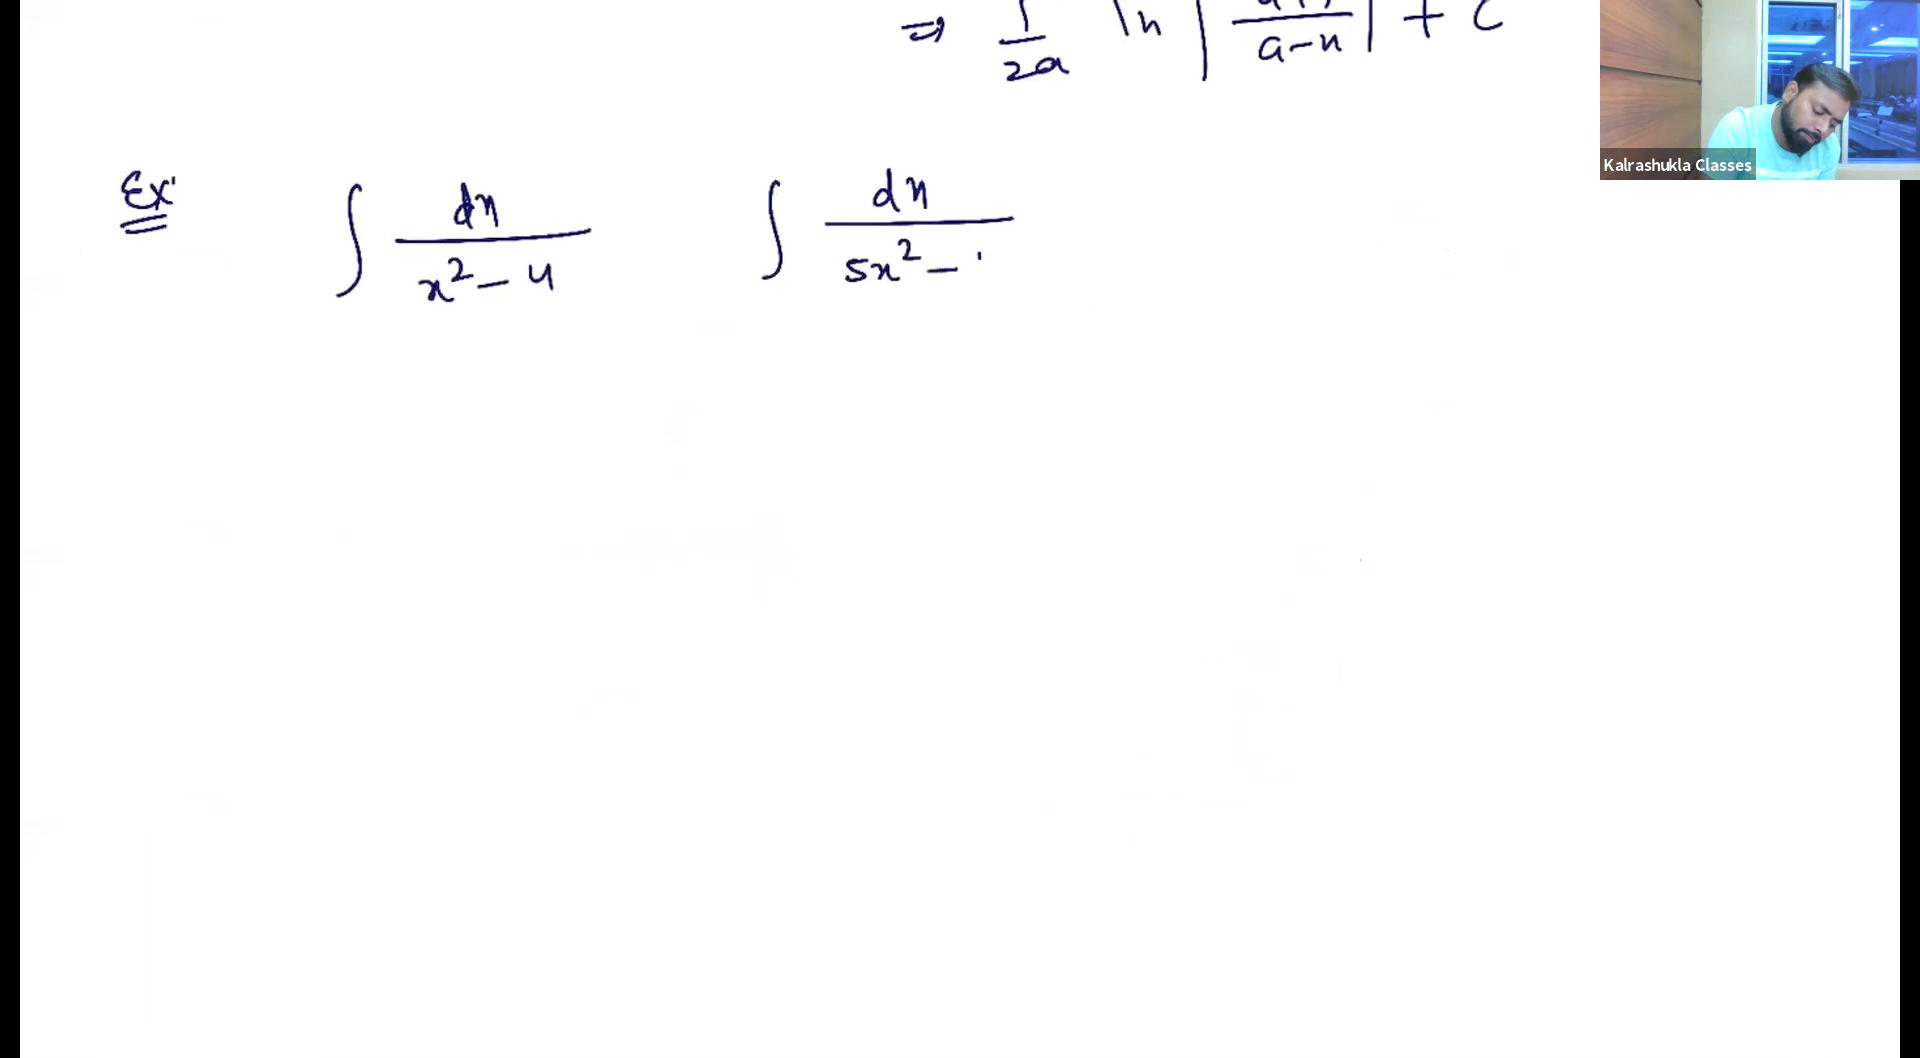 ⇒ 1/2a ln | /a-x | + C
Kalrashukla Classes
Ex. ∫ dx/x²-4 ∫ dx/5x²-